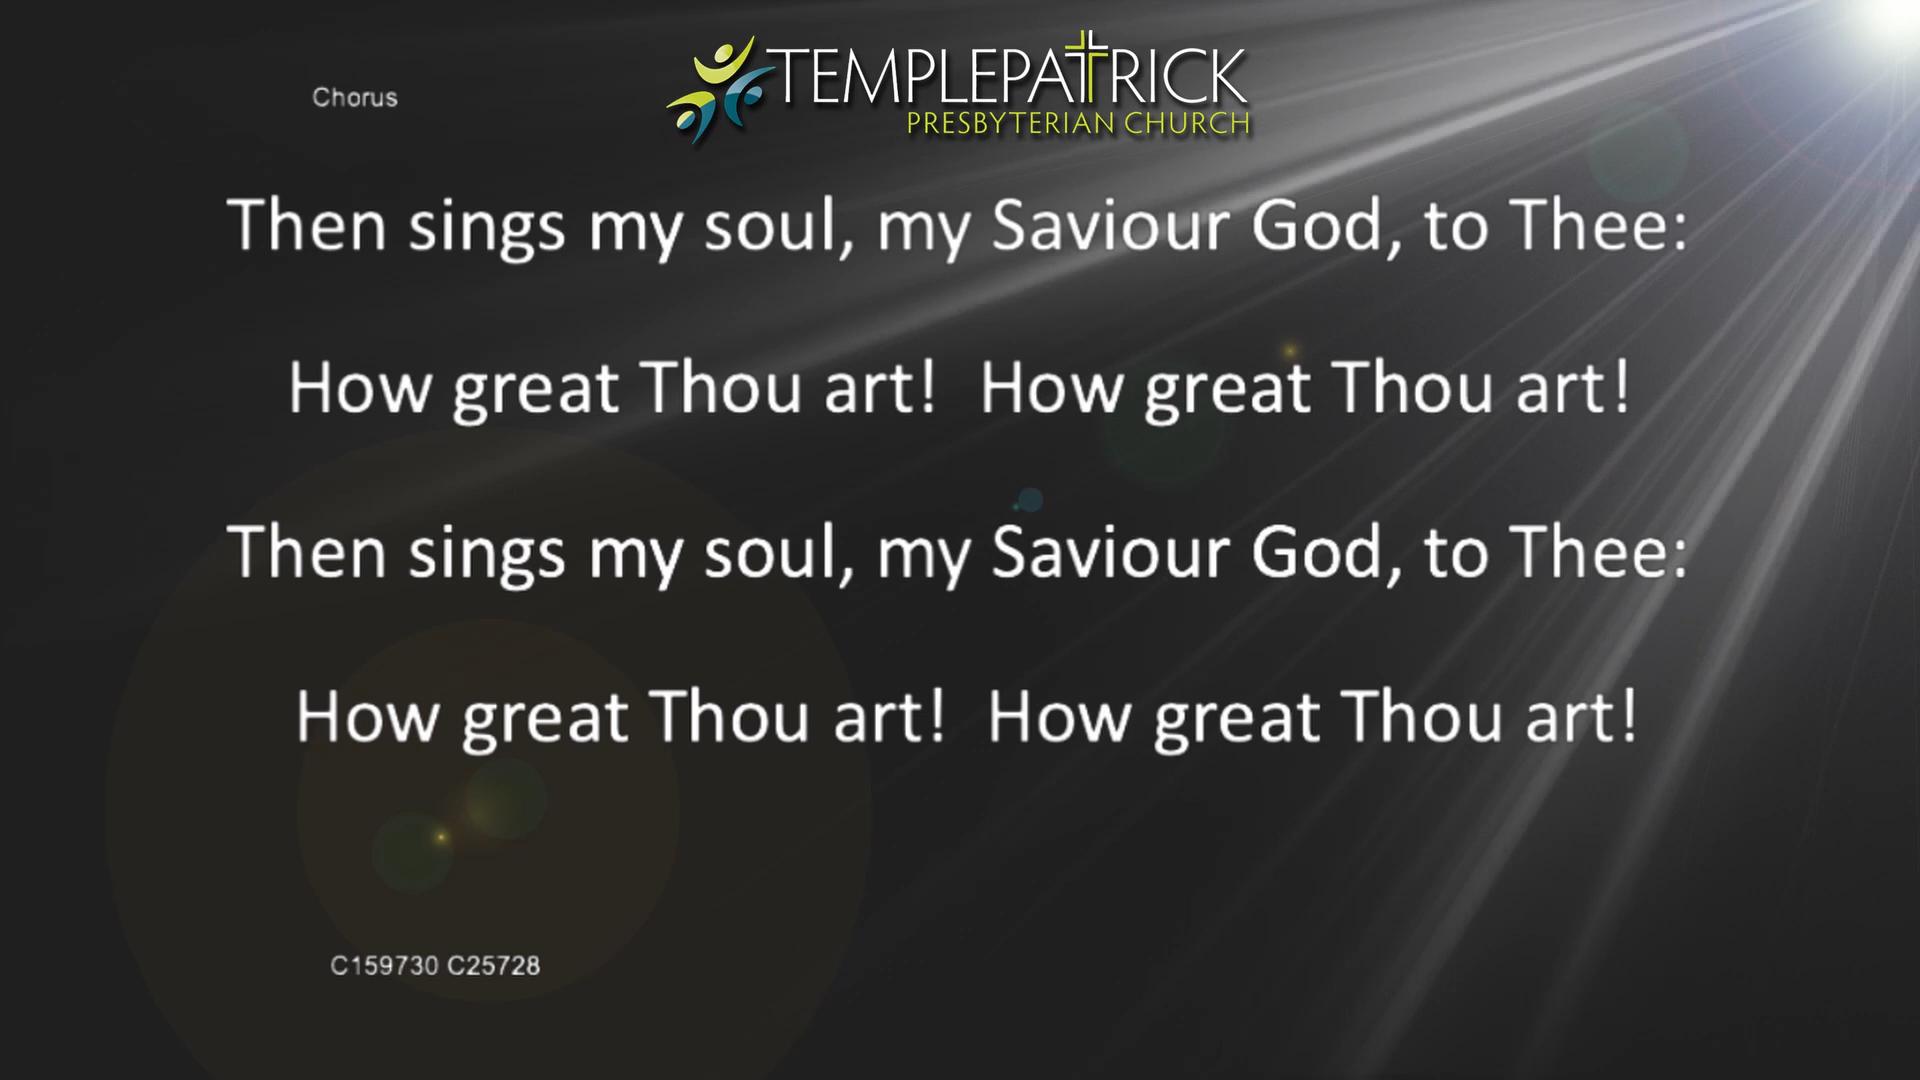 Chorus
TEMPLEPATRICK
PRESBYTERIAN CHURCH
Then sings my soul, my Saviour God, to Thee:
How great Thou art!  How great Thou art!
Then sings my soul, my Saviour God, to Thee:
How great Thou art!  How great Thou art!
C159730 C25728